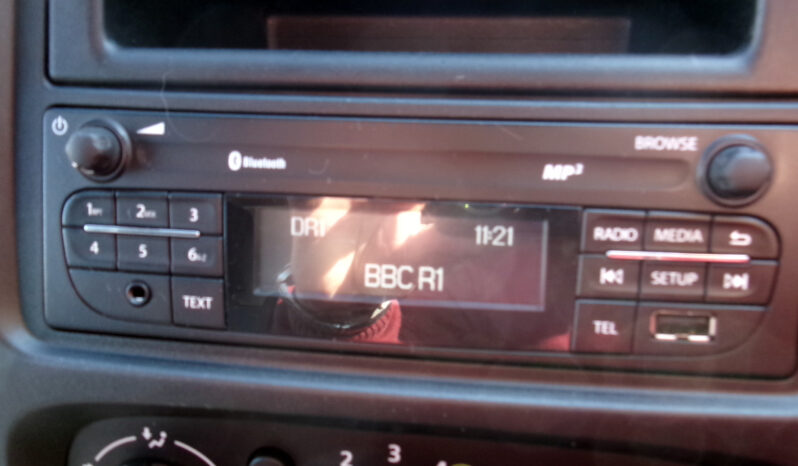 BROWSE
Bluetooth MP3
1 2 3
DR1 11:21
RADIO MEDIA
4 5 6
BBC R1
SETUP
TEXT
TEL
2 3